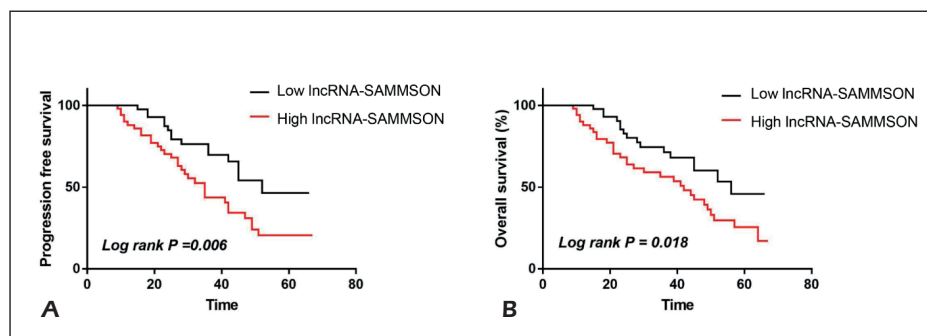 Low lncRNA-SAMMSON
High lncRNA-SAMMSON
Progression free survival
100
50
0
Log rank P =0.006
0 20 40 60 80
Time
A
Low lncRNA-SAMMSON
High lncRNA-SAMMSON
Overall survival (%)
100
50
0
Log rank P = 0.018
0 20 40 60 80
Time
B